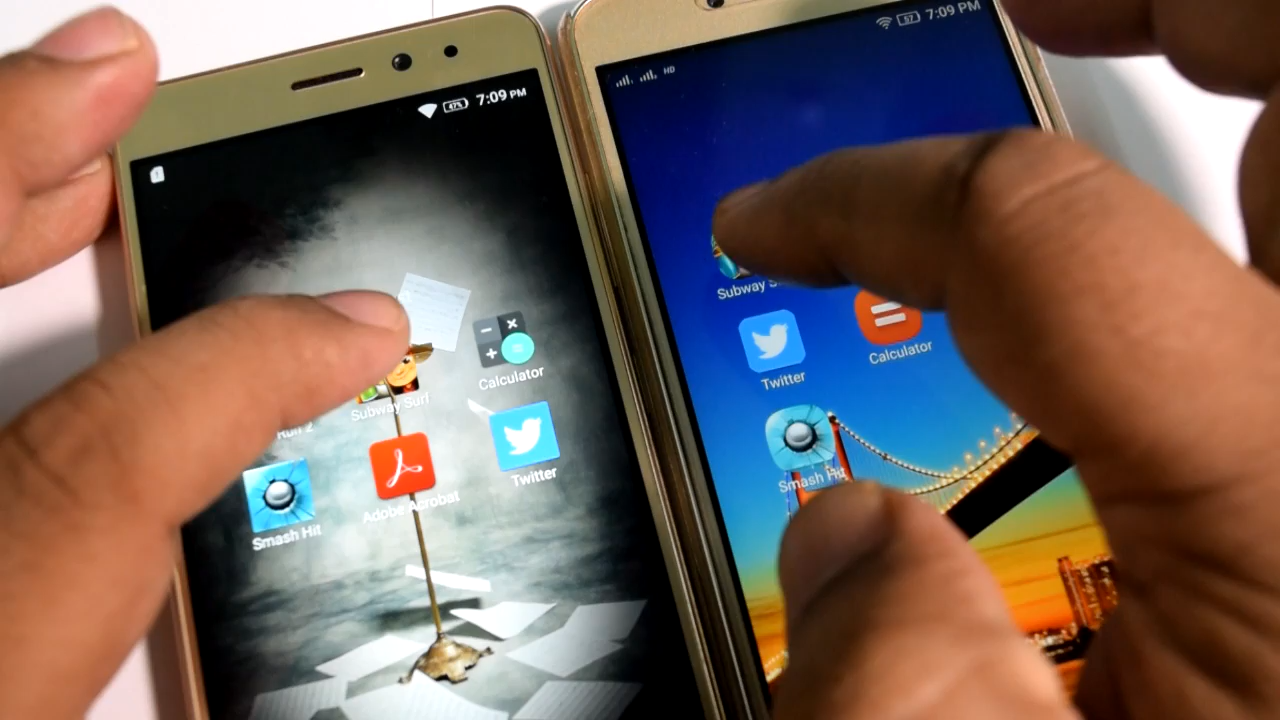 47% 7:09 PM
Calculator
Subway Surf
Run 2
Twitter
Adobe Acrobat
Smash Hit
HD 57 7:09 PM
Subway
Twitter
Calculator
Smash Hit